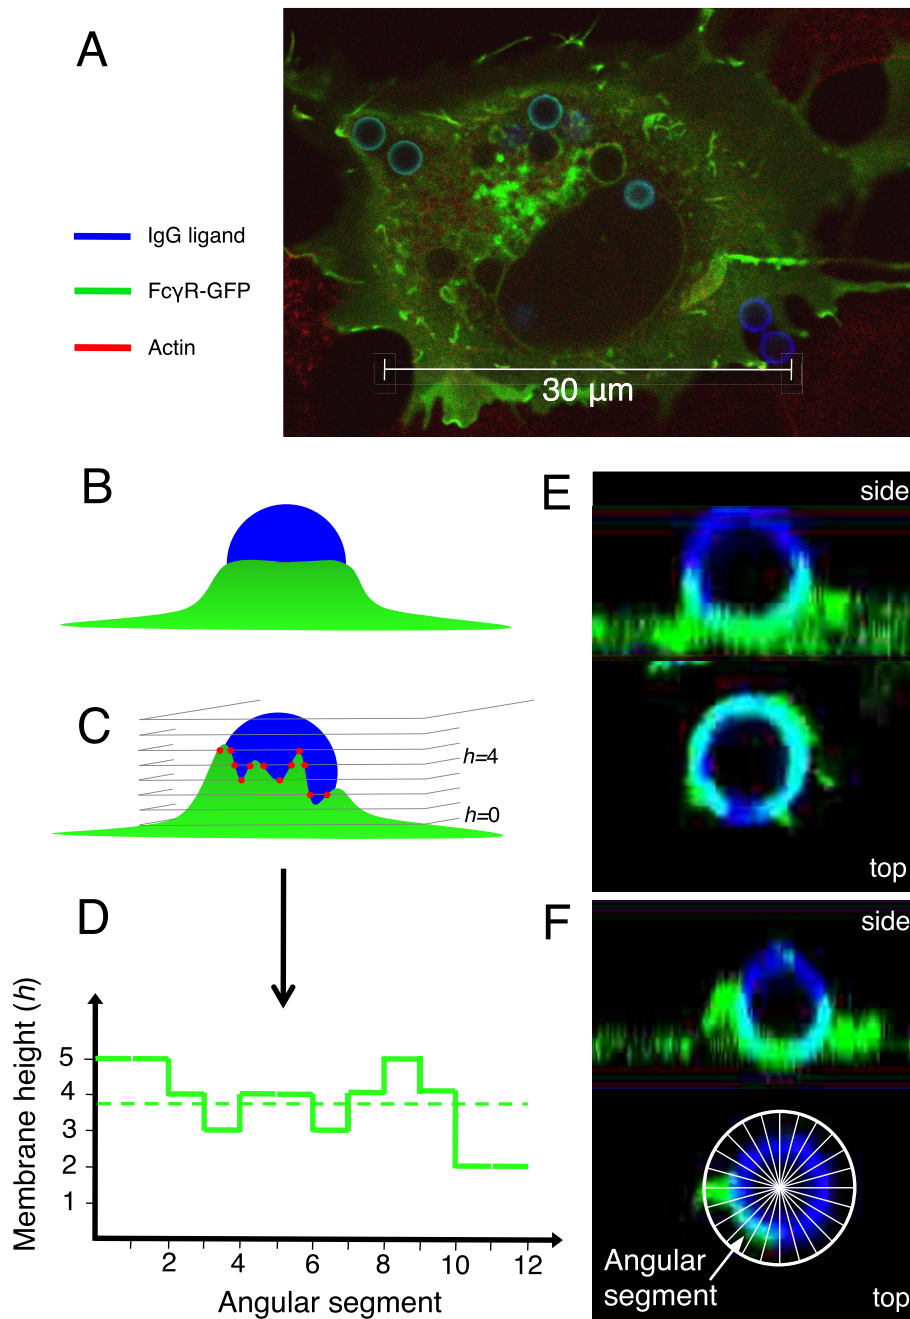 A
IgG ligand
FcγR-GFP
Actin
30 μm
B
C
h=4
h=0
D
Membrane height (h)
5
4
3
2
1
2 4 6 8 10 12
Angular segment
E
side
top
F
side
Angular
segment
top